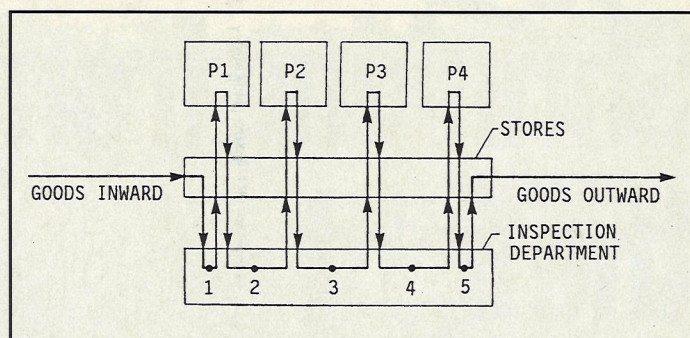 P1 P2 P3 P4
STORES
GOODS INWARD
GOODS OUTWARD
INSPECTION
DEPARTMENT
1 2 3 4 5